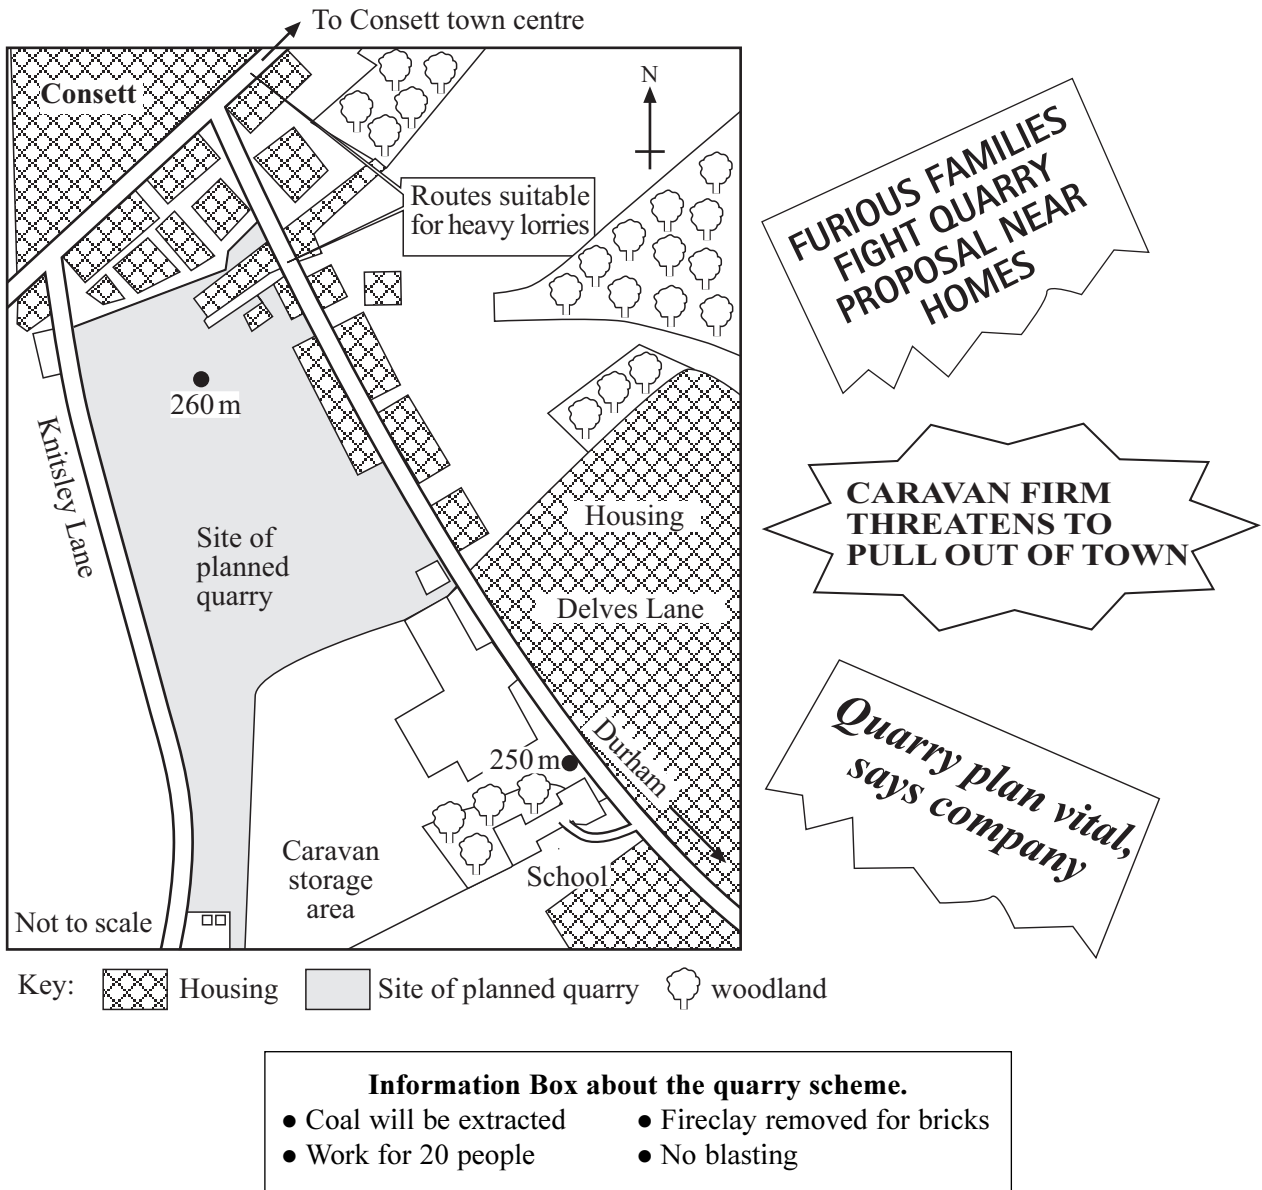 To Consett town centre
Consett
N
Routes suitable
for heavy lorries
260 m
Knitsley Lane
Site of
planned
quarry
Housing
Delves Lane
250 m
Durham
Caravan
storage
area
School
Not to scale
FURIOUS FAMILIES
FIGHT QUARRY
PROPOSAL NEAR
HOMES
CARAVAN FIRM
THREATENS TO
PULL OUT OF TOWN
Quarry plan vital,
says company
Key: Housing Site of planned quarry woodland
Information Box about the quarry scheme.
● Coal will be extracted ● Fireclay removed for bricks
● Work for 20 people ● No blasting